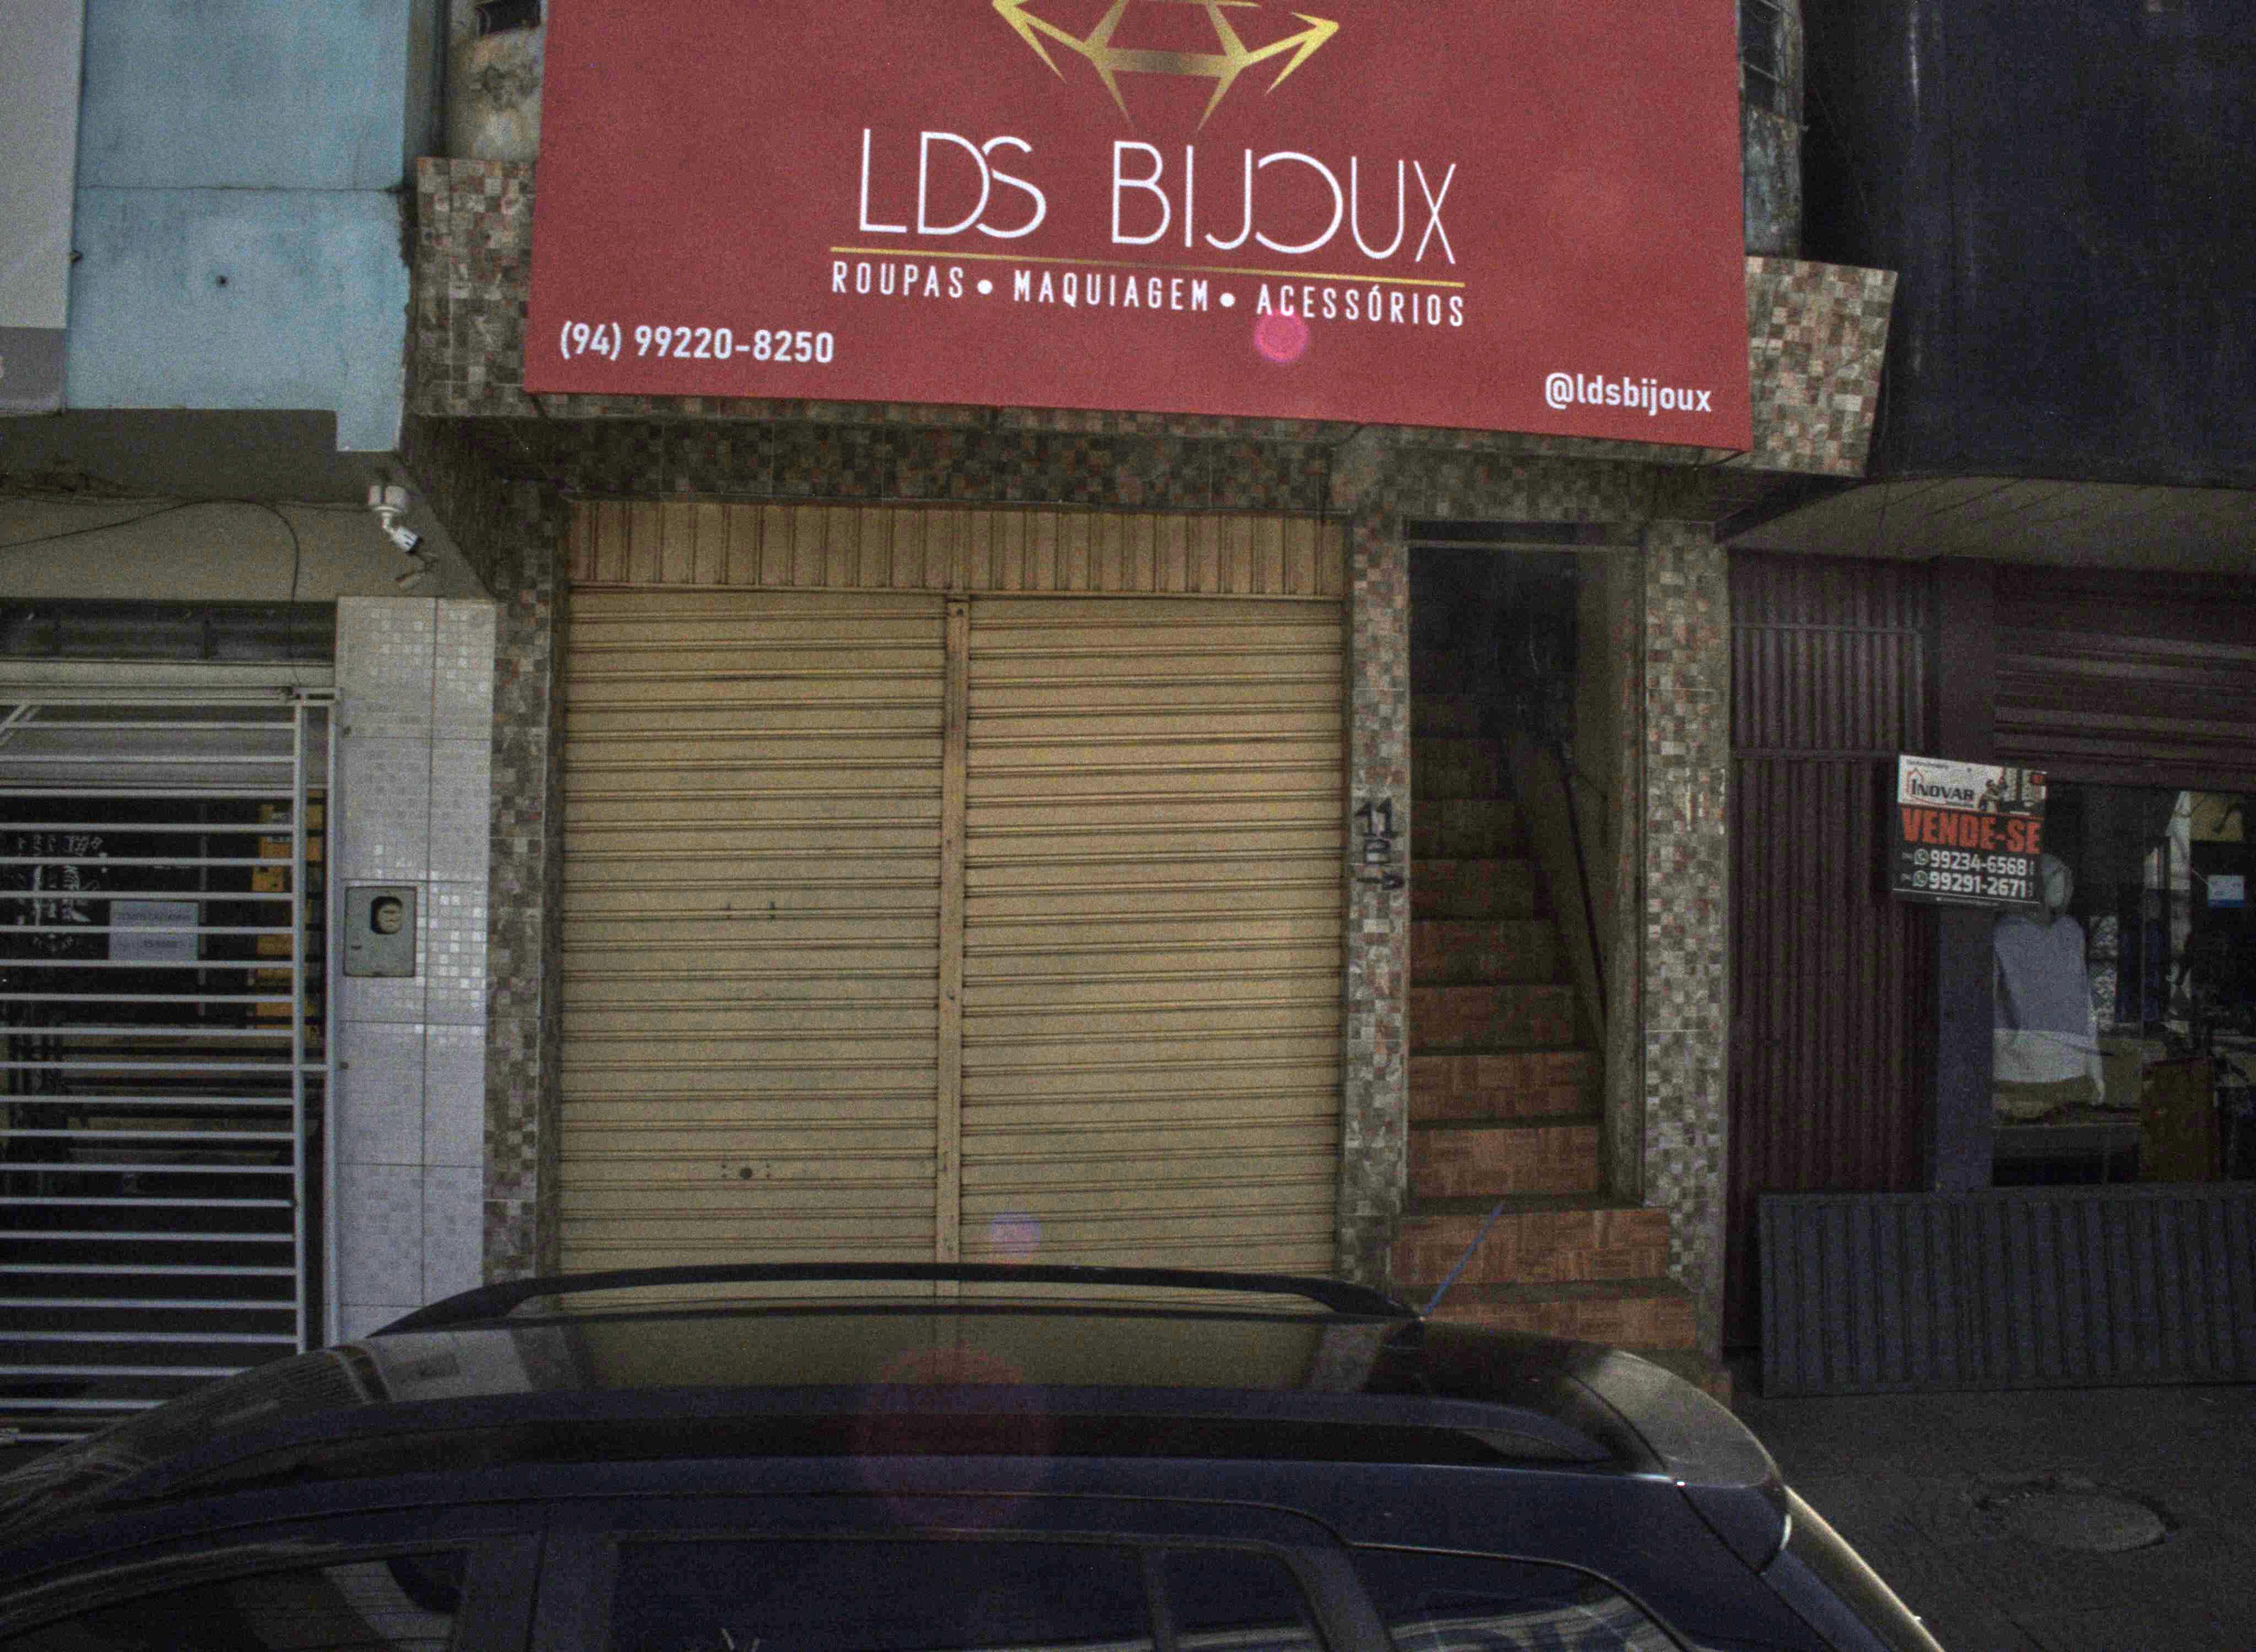 LDS BIJOUX
ROUPAS • MAQUIAGEM • ACESSÓRIOS
(94) 99220-8250
@ldsbijoux
11
B
INOVAR
VENDE-SE
99234-6568
99291-2671